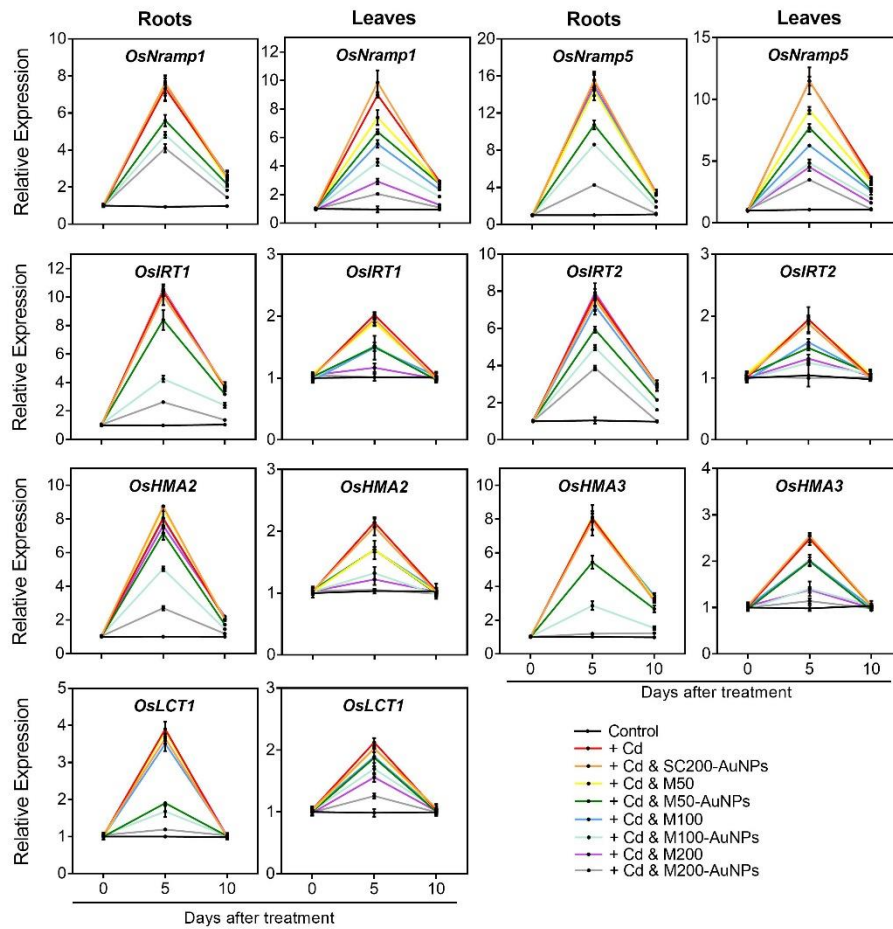 Roots Leaves Roots Leaves
OsNramp1 OsNramp1 OsNramp5 OsNramp5
Relative Expression
10 8 6 4 2 0
12 10 8 6 4 2 0
20 16 12 8 4 0
15 10 5 0
OsIRT1 OsIRT1 OsIRT2 OsIRT2
Relative Expression
12 10 8 6 4 2 0
3 2 1 0
10 8 6 4 2 0
3 2 1 0
OsHMA2 OsHMA2 OsHMA3 OsHMA3
Relative Expression
10 8 6 4 2 0
3 2 1 0
10 8 6 4 2 0
4 3 2 1 0
0 5 10 0 5 10
Days after treatment
OsLCT1 OsLCT1
Relative Expression
5 4 3 2 1 0
3 2 1 0
0 5 10 0 5 10
Days after treatment
Control
+ Cd
+ Cd & SC200-AuNPs
+ Cd & M50
+ Cd & M50-AuNPs
+ Cd & M100
+ Cd & M100-AuNPs
+ Cd & M200
+ Cd & M200-AuNPs